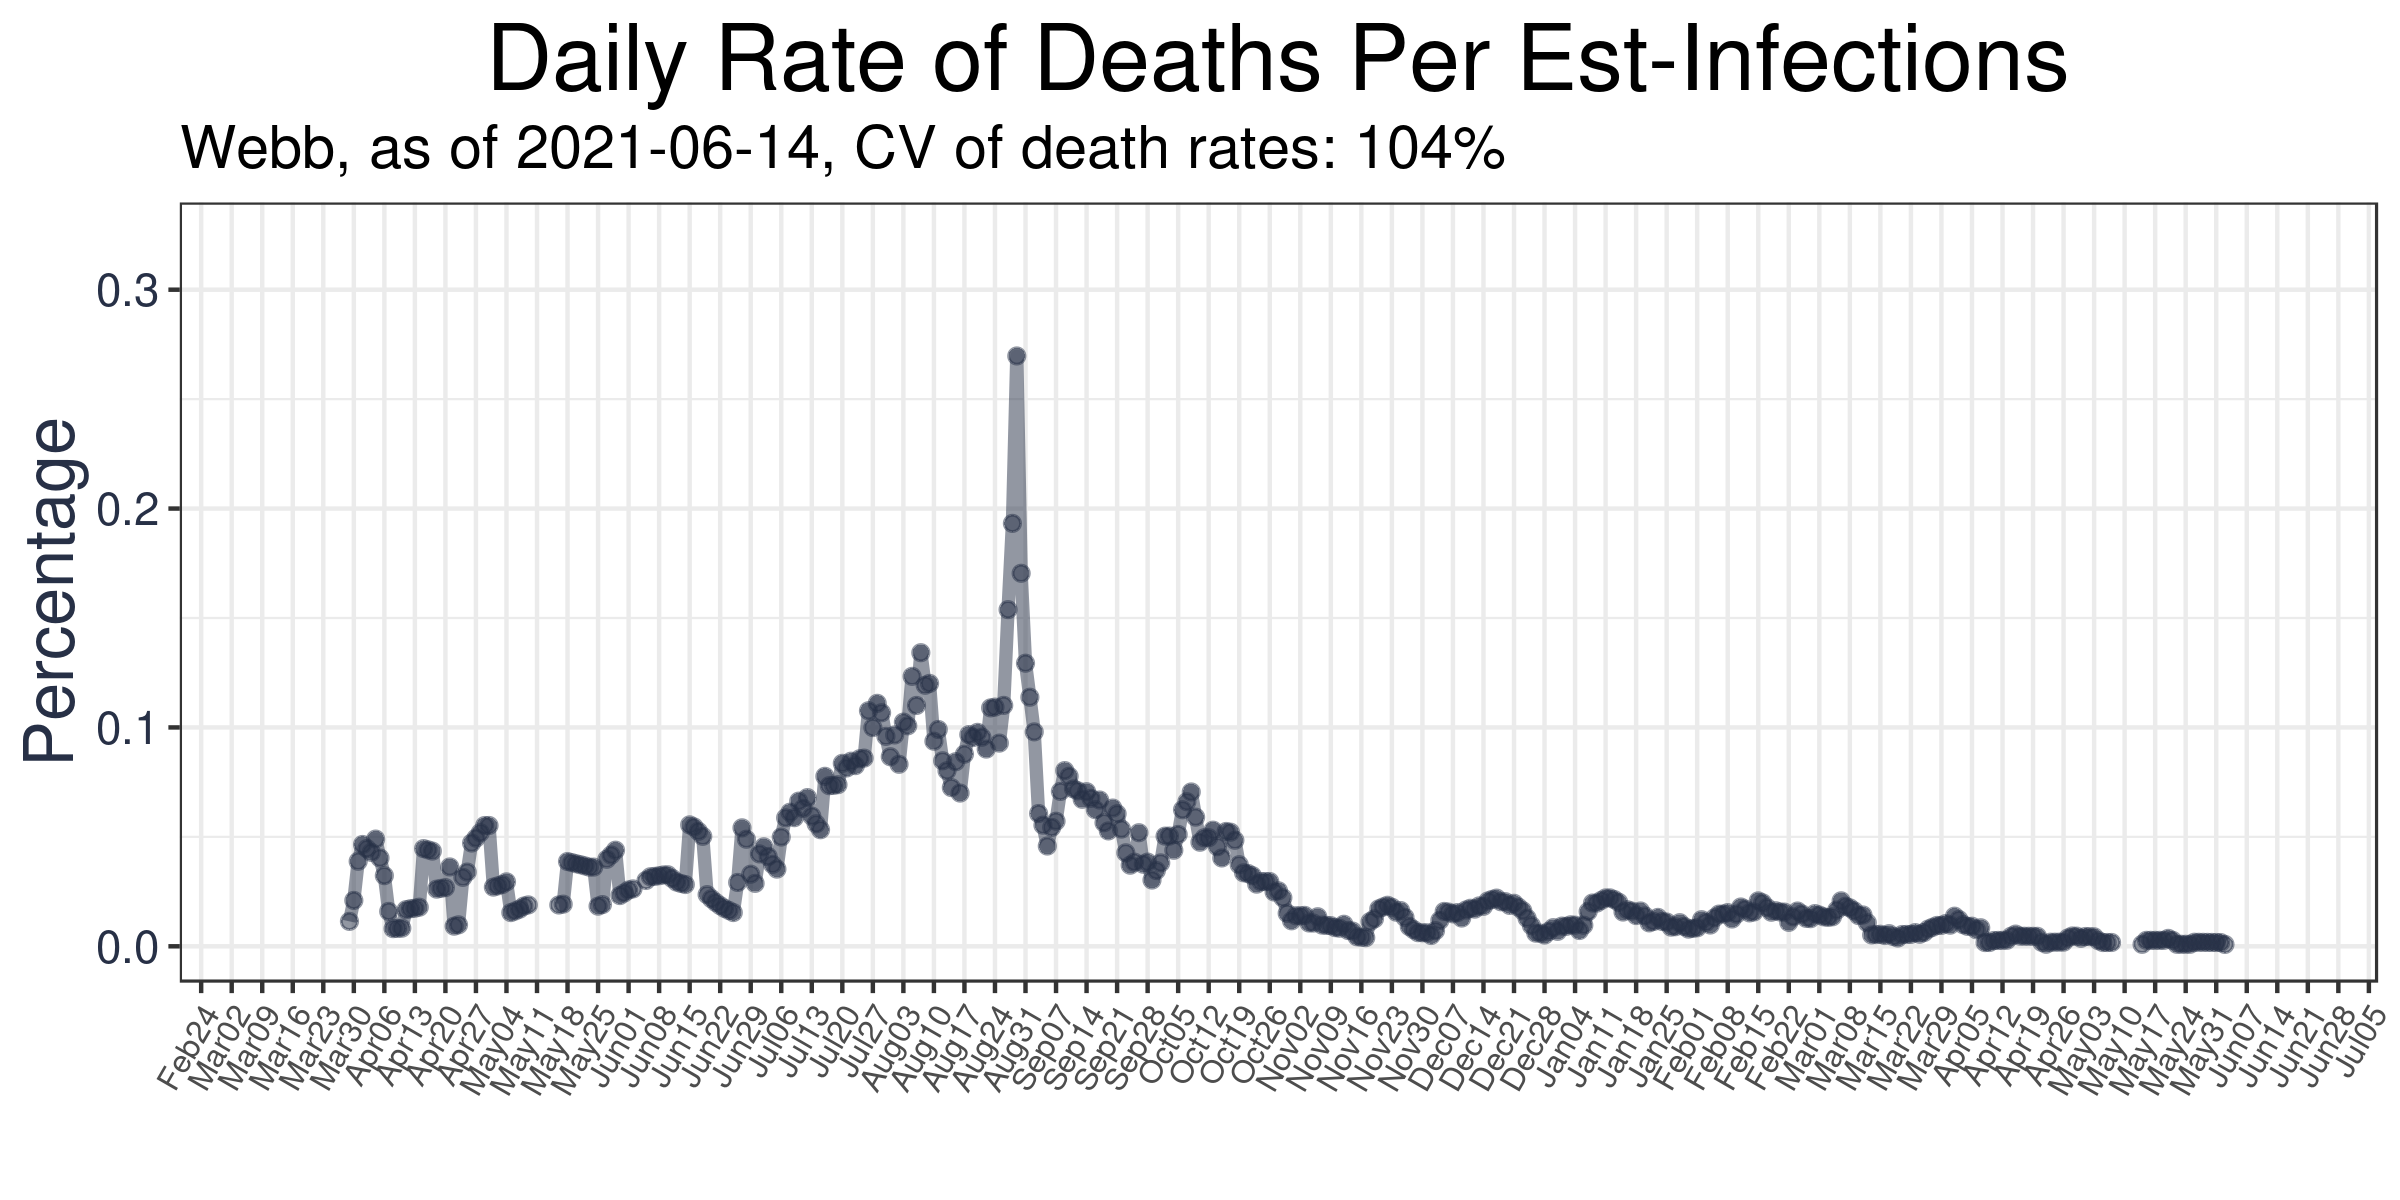 Daily Rate of Deaths Per Est-Infections
Webb, as of 2021-06-14, CV of death rates: 104%
Percentage
0.3
0.2
0.1
0.0
Feb24
Mar02
Mar09
Mar16
Mar23
Mar30
Apr06
Apr13
Apr20
Apr27
May04
May11
May18
May25
Jun01
Jun08
Jun15
Jun22
Jun29
Jul06
Jul13
Jul20
Jul27
Aug03
Aug10
Aug17
Aug24
Aug31
Sep07
Sep14
Sep21
Sep28
Oct05
Oct12
Oct19
Oct26
Nov02
Nov09
Nov16
Nov23
Nov30
Dec07
Dec14
Dec21
Dec28
Jan04
Jan11
Jan18
Jan25
Feb01
Feb08
Feb15
Feb22
Mar01
Mar08
Mar15
Mar22
Mar29
Apr05
Apr12
Apr19
Apr26
May03
May10
May17
May24
May31
Jun07
Jun14
Jun21
Jun28
Jul05